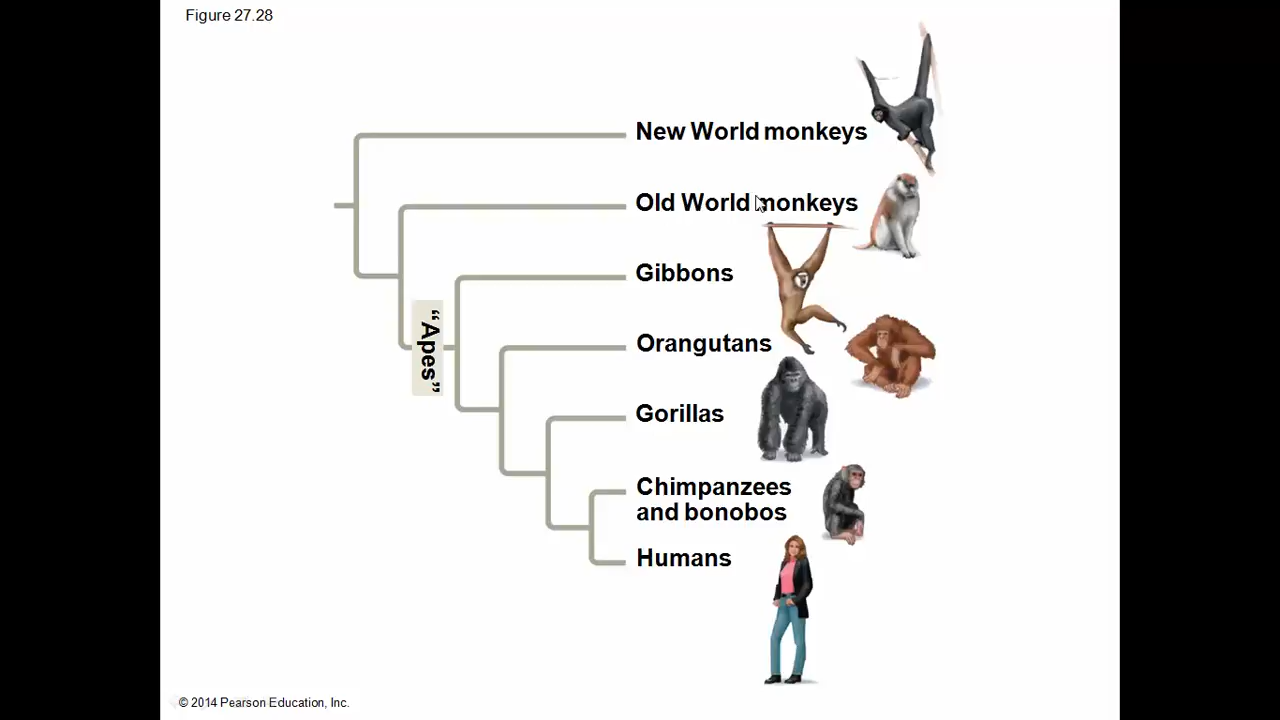 Figure 27.28
New World monkeys
Old World monkeys
Gibbons
“Apes”
Orangutans
Gorillas
Chimpanzees
and bonobos
Humans
© 2014 Pearson Education, Inc.